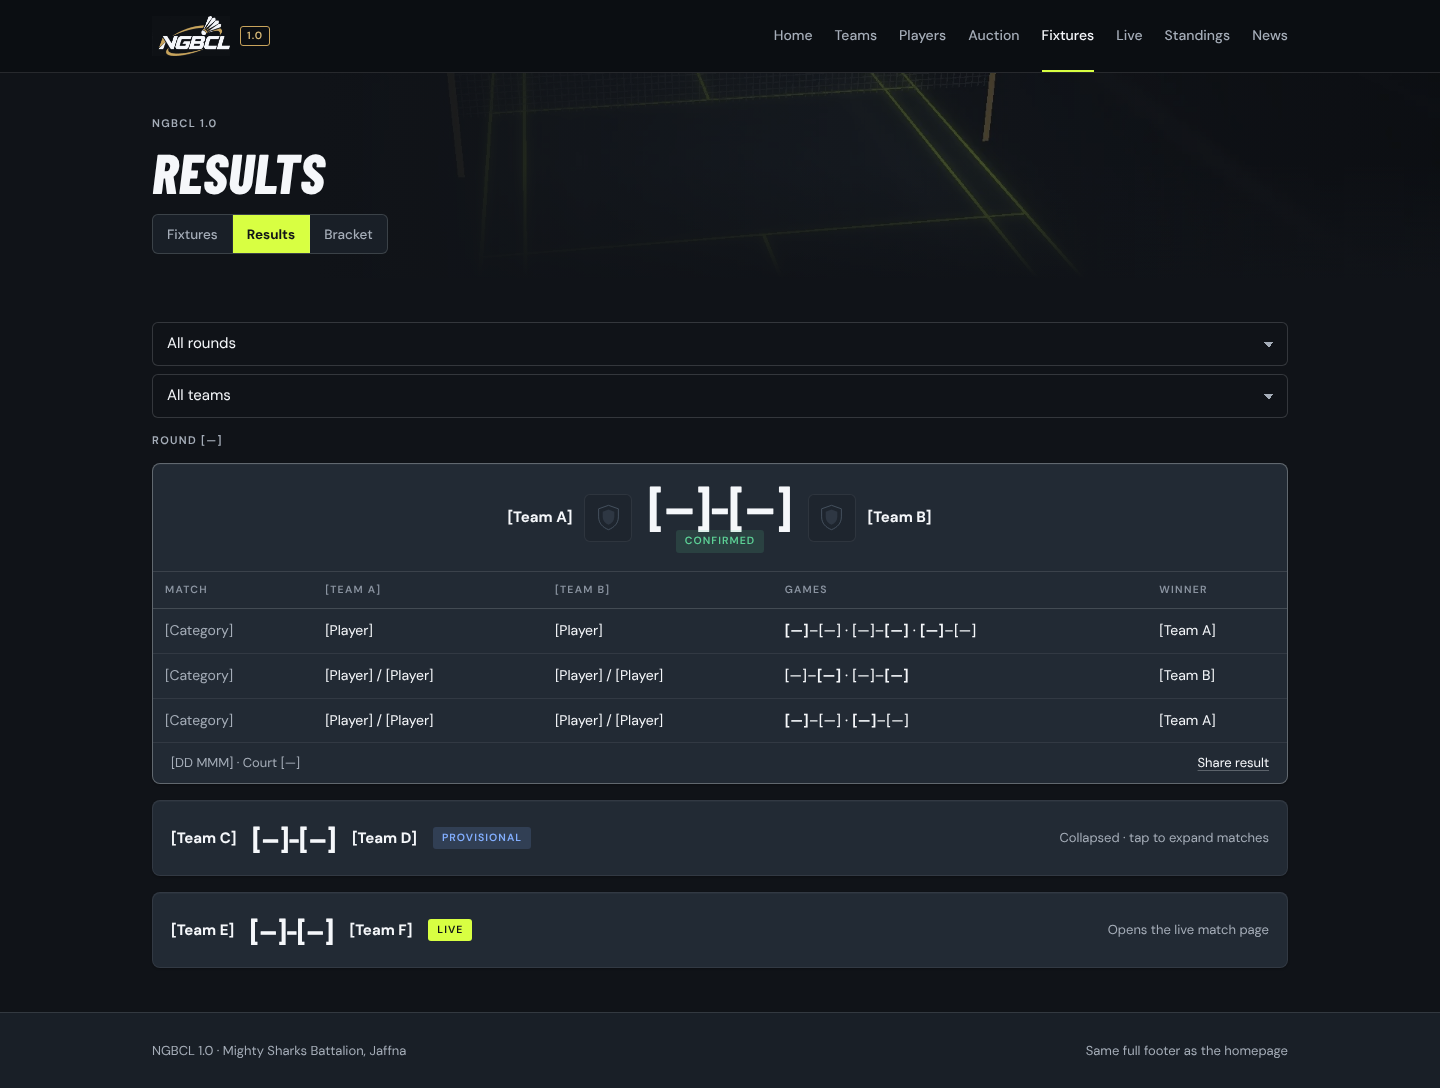 NGBCL 1.0 Home Teams Players Auction Fixtures Live Standings News
NGBCL 1.0
RESULTS
Fixtures Results Bracket
All rounds
All teams
ROUND [—]
[Team A] [—]-[—] [Team B]
CONFIRMED
MATCH [TEAM A] [TEAM B] GAMES WINNER
[Category] [Player] [Player] [—]–[—] · [—]–[—] · [—]–[—] [Team A]
[Category] [Player] / [Player] [Player] / [Player] [—]–[—] · [—]–[—] [Team B]
[Category] [Player] / [Player] [Player] / [Player] [—]–[—] · [—]–[—] [Team A]
[DD MMM] · Court [—] Share result
[Team C] [—]-[—] [Team D] PROVISIONAL Collapsed · tap to expand matches
[Team E] [—]-[—] [Team F] LIVE Opens the live match page
NGBCL 1.0 · Mighty Sharks Battalion, Jaffna Same full footer as the homepage